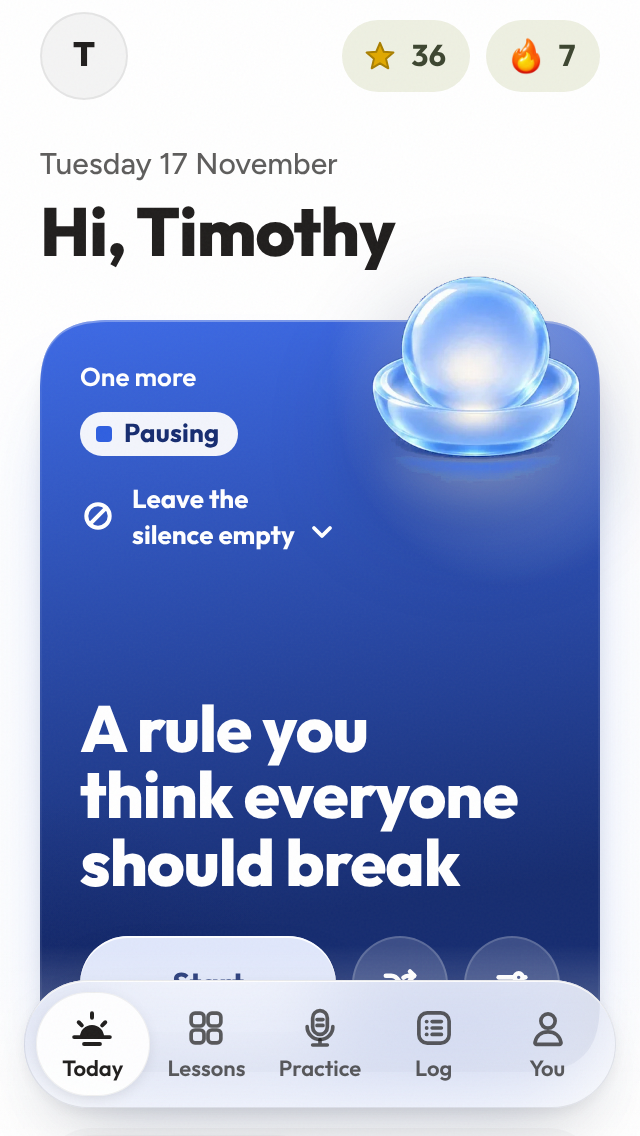 T
36
7
Tuesday 17 November
Hi, Timothy
One more
Pausing
Leave the
silence empty
A rule you
think everyone
should break
Start
Today
Lessons
Practice
Log
You